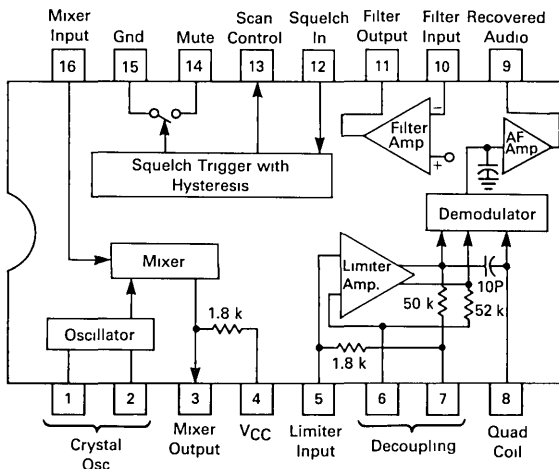 Mixer Input
Gnd
Mute
Scan Control
Squelch In
Filter Output
Filter Input
Recovered Audio
16
15
14
13
12
11
10
9
Squelch Trigger with Hysteresis
Filter Amp
−
+
AF Amp
Demodulator
Mixer
Limiter Amp.
10P
50 k
52 k
Oscillator
1.8 k
1.8 k
1
2
3
4
5
6
7
8
Crystal Osc
Mixer Output
VCC
Limiter Input
Decoupling
Quad Coil